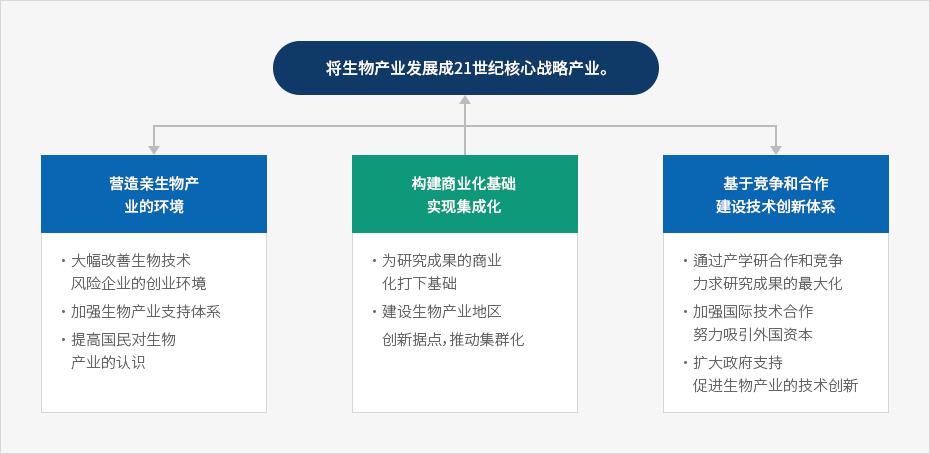 将生物产业发展成21世纪核心战略产业。
营造亲生物产
业的环境
· 大幅改善生物技术
风险企业的创业环境
· 加强生物产业支持体系
· 提高国民对生物
产业的认识
构建商业化基础
实现集成化
· 为研究成果的商业
化打下基础
· 建设生物产业地区
创新据点，推动集群化
基于竞争和合作
建设技术创新体系
· 通过产学研合作和竞争
力求研究成果的最大化
· 加强国际技术合作
努力吸引外国资本
· 扩大政府支持
促进生物产业的技术创新